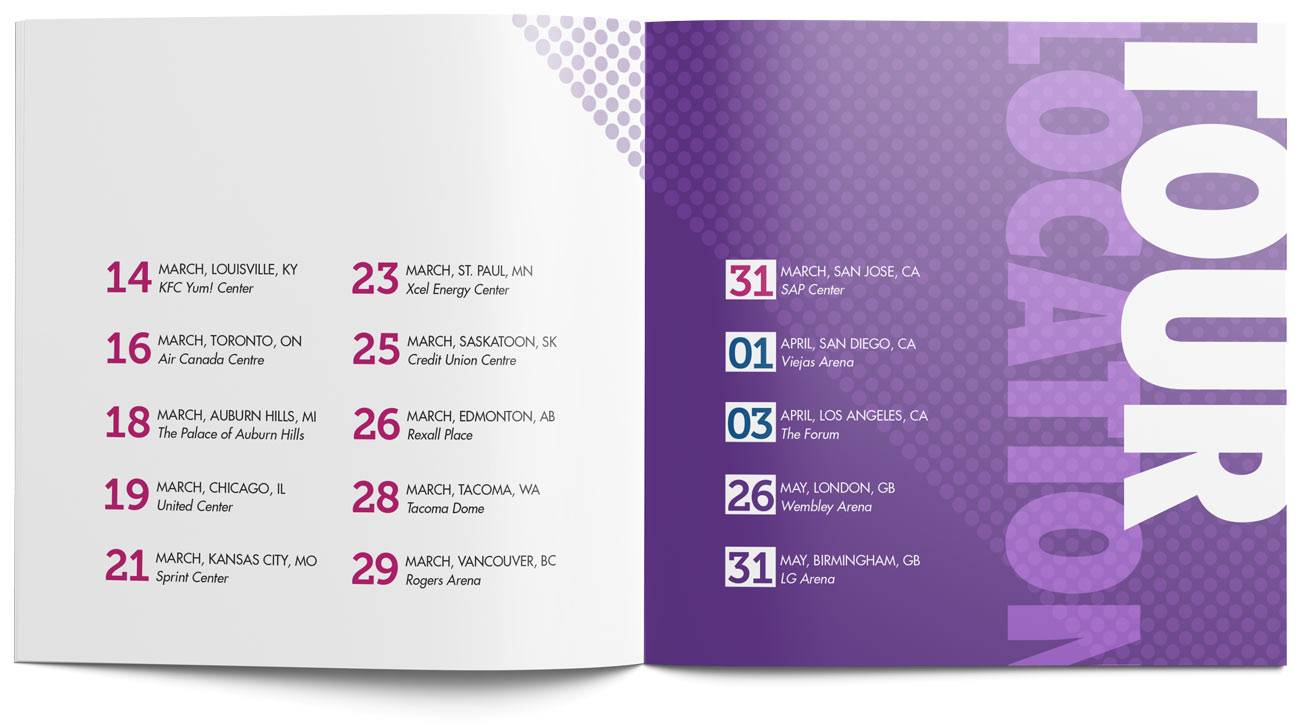 14 MARCH, LOUISVILLE, KY
KFC Yum! Center
16 MARCH, TORONTO, ON
Air Canada Centre
18 MARCH, AUBURN HILLS, MI
The Palace of Auburn Hills
19 MARCH, CHICAGO, IL
United Center
21 MARCH, KANSAS CITY, MO
Sprint Center
23 MARCH, ST. PAUL, MN
Xcel Energy Center
25 MARCH, SASKATOON, SK
Credit Union Centre
26 MARCH, EDMONTON, AB
Rexall Place
28 MARCH, TACOMA, WA
Tacoma Dome
29 MARCH, VANCOUVER, BC
Rogers Arena
31 MARCH, SAN JOSE, CA
SAP Center
01 APRIL, SAN DIEGO, CA
Viejas Arena
03 APRIL, LOS ANGELES, CA
The Forum
26 MAY, LONDON, GB
Wembley Arena
31 MAY, BIRMINGHAM, GB
LG Arena
LOCATION
TOUR